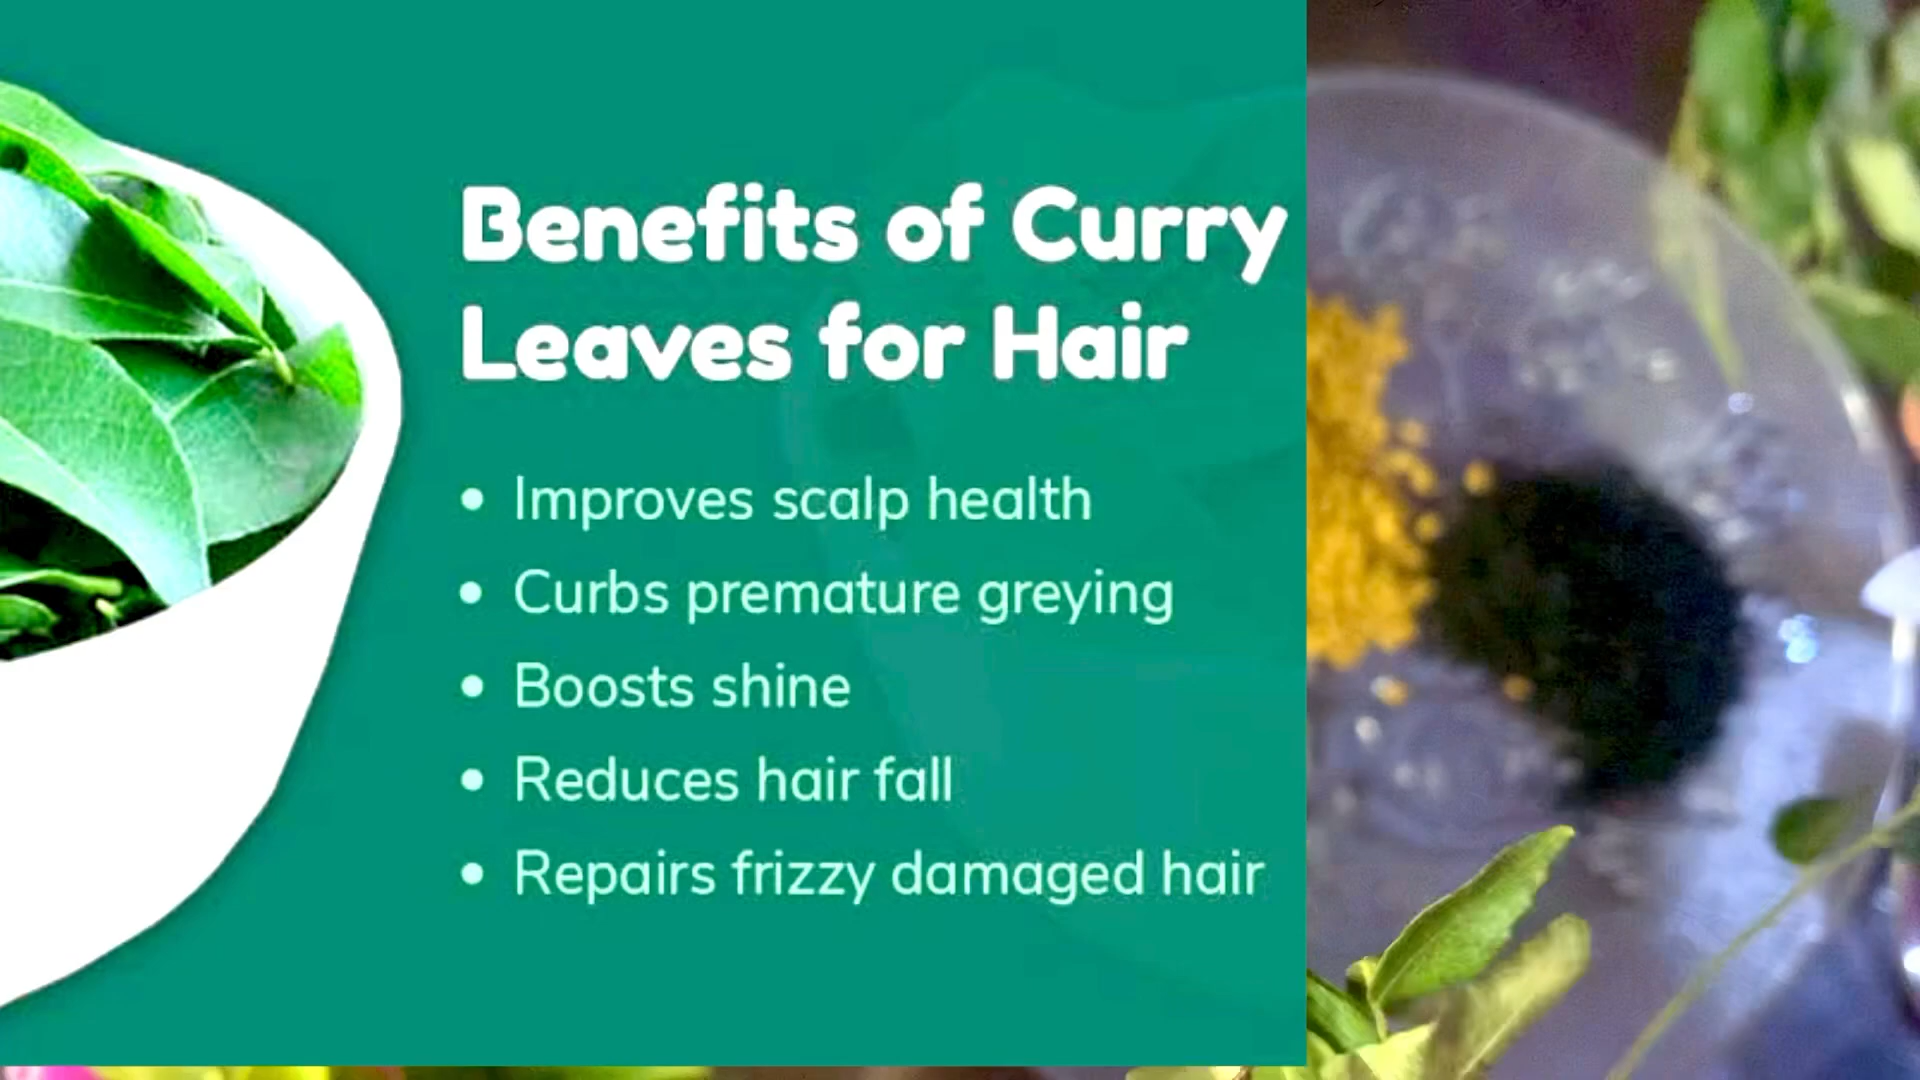 Benefits of Curry
Leaves for Hair
• Improves scalp health
• Curbs premature greying
• Boosts shine
• Reduces hair fall
• Repairs frizzy damaged hair